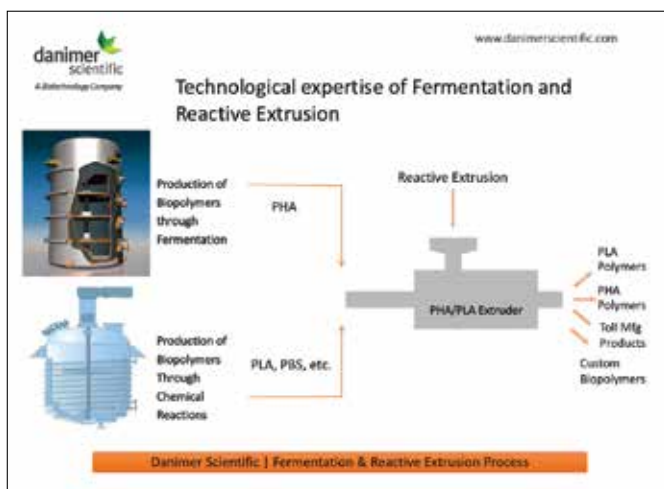 danimer
scientific
A Biotechnology Company
www.danimerscientific.com
Technological expertise of Fermentation and
Reactive Extrusion
Production of
Biopolymers
through
Fermentation
PHA
Reactive Extrusion
PHA/PLA Extruder
PLA
Polymers
PHA
Polymers
Toll Mfg
Products
Custom
Biopolymers
Production of
Biopolymers
Through
Chemical
Reactions
PLA, PBS, etc.
Danimer Scientific | Fermentation & Reactive Extrusion Process